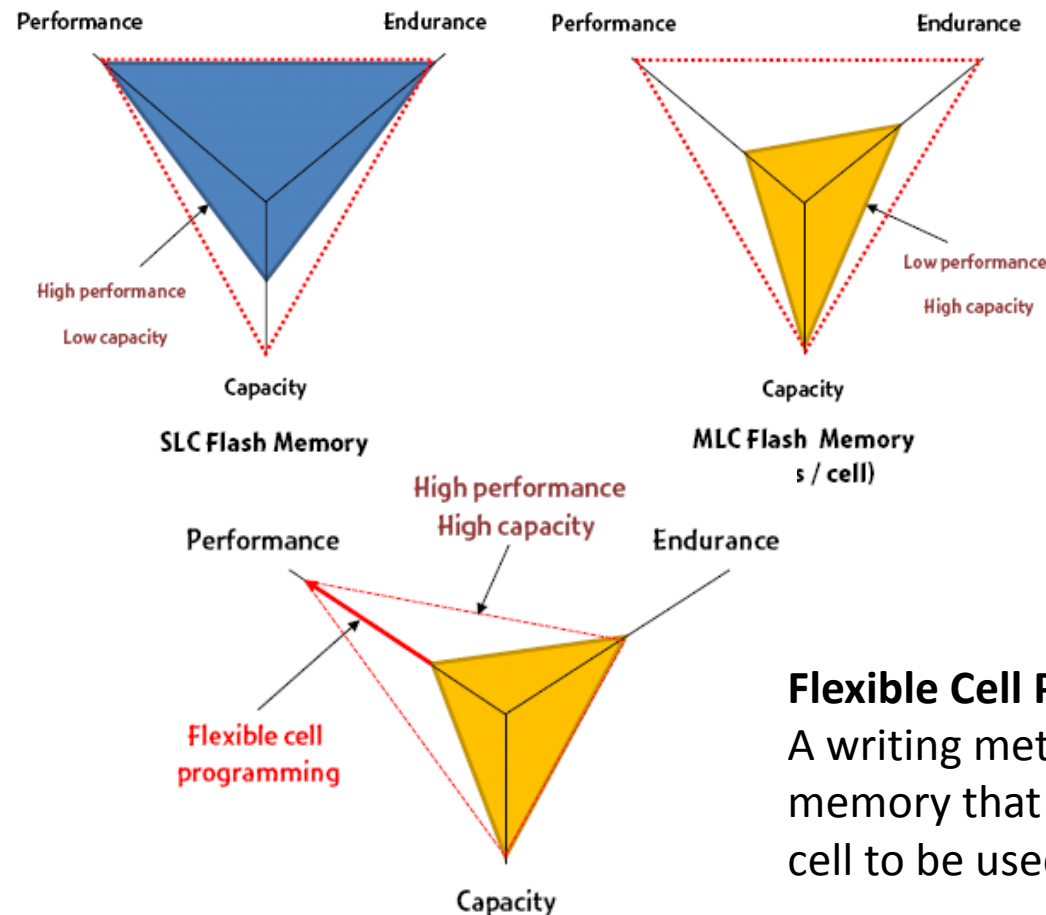 Performance
Endurance
Performance
Endurance
High performance
Low capacity
Low performance
High capacity
Capacity
Capacity
SLC Flash Memory
MLC Flash Memory
s / cell)
High performance
High capacity
Performance
Endurance
Flexible cell
programming
Capacity
Flexible Cell
A writing
memory that
cell to be